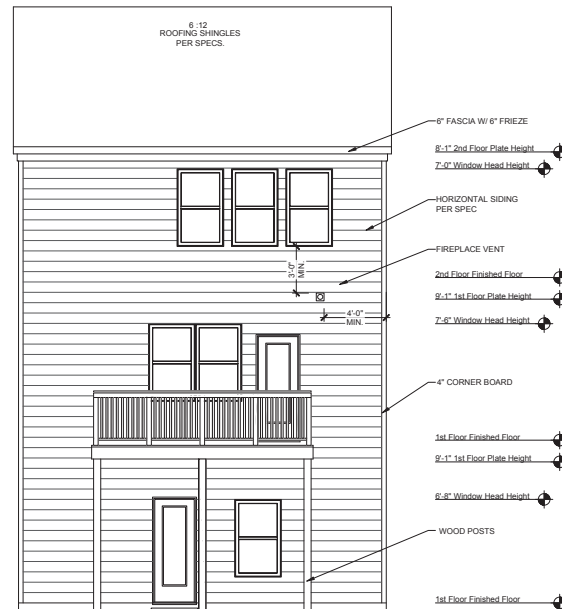 6 :12
ROOFING SHINGLES
PER SPECS.
6" FASCIA W/ 6" FRIEZE
8'-1" 2nd Floor Plate Height
7'-0" Window Head Height
HORIZONTAL SIDING
PER SPEC
FIREPLACE VENT
3'-0"
MIN.
2nd Floor Finished Floor
9'-1" 1st Floor Plate Height
4'-0"
MIN.
7'-6" Window Head Height
4" CORNER BOARD
1st Floor Finished Floor
9'-1" 1st Floor Plate Height
6'-8" Window Head Height
WOOD POSTS
1st Floor Finished Floor